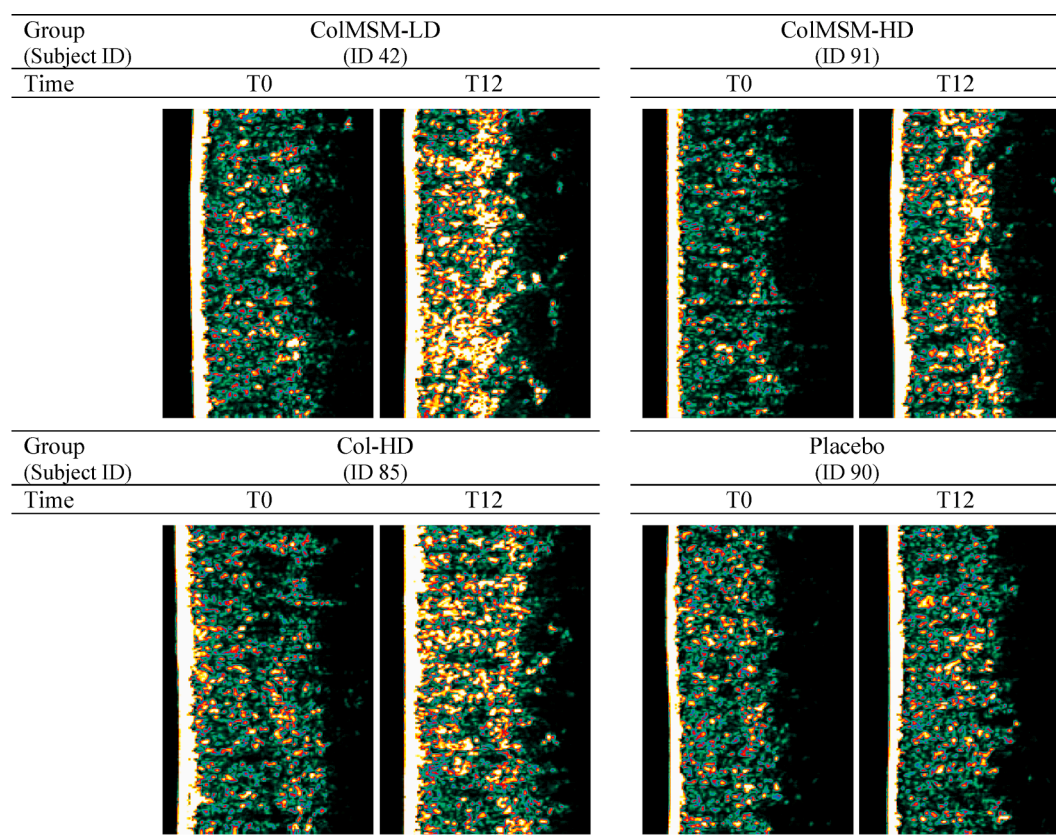 Group ColMSM-LD ColMSM-HD
(Subject ID) (ID 42) (ID 91)
Time T0 T12 T0 T12
Group Col-HD Placebo
(Subject ID) (ID 85) (ID 90)
Time T0 T12 T0 T12